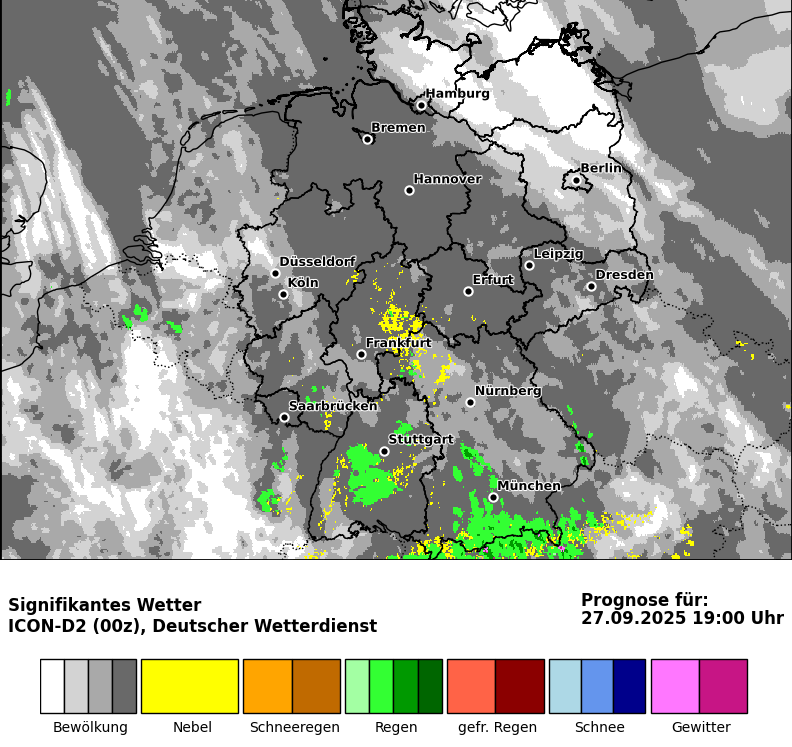 Hamburg
Bremen
Berlin
Hannover
Leipzig
Düsseldorf
Dresden
Köln
Erfurt
Frankfurt
Nürnberg
Saarbrücken
Stuttgart
München
Signifikantes Wetter
ICON-D2 (00z), Deutscher Wetterdienst
Prognose für:
27.09.2025 19:00 Uhr
Bewölkung Nebel Schneeregen Regen gefr. Regen Schnee Gewitter